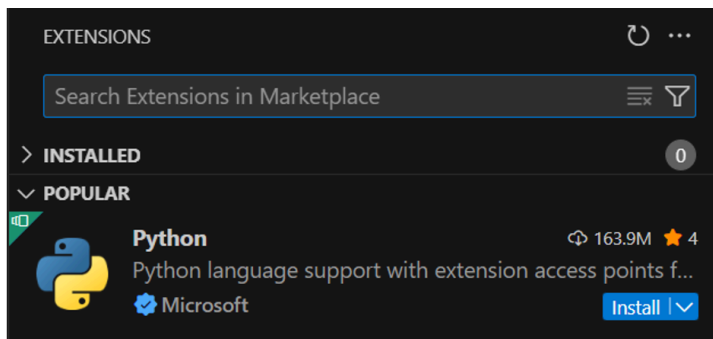 EXTENSIONS
Search Extensions in Marketplace
INSTALLED 0
POPULAR
Python 163.9M 4
Python language support with extension access points f...
Microsoft Install